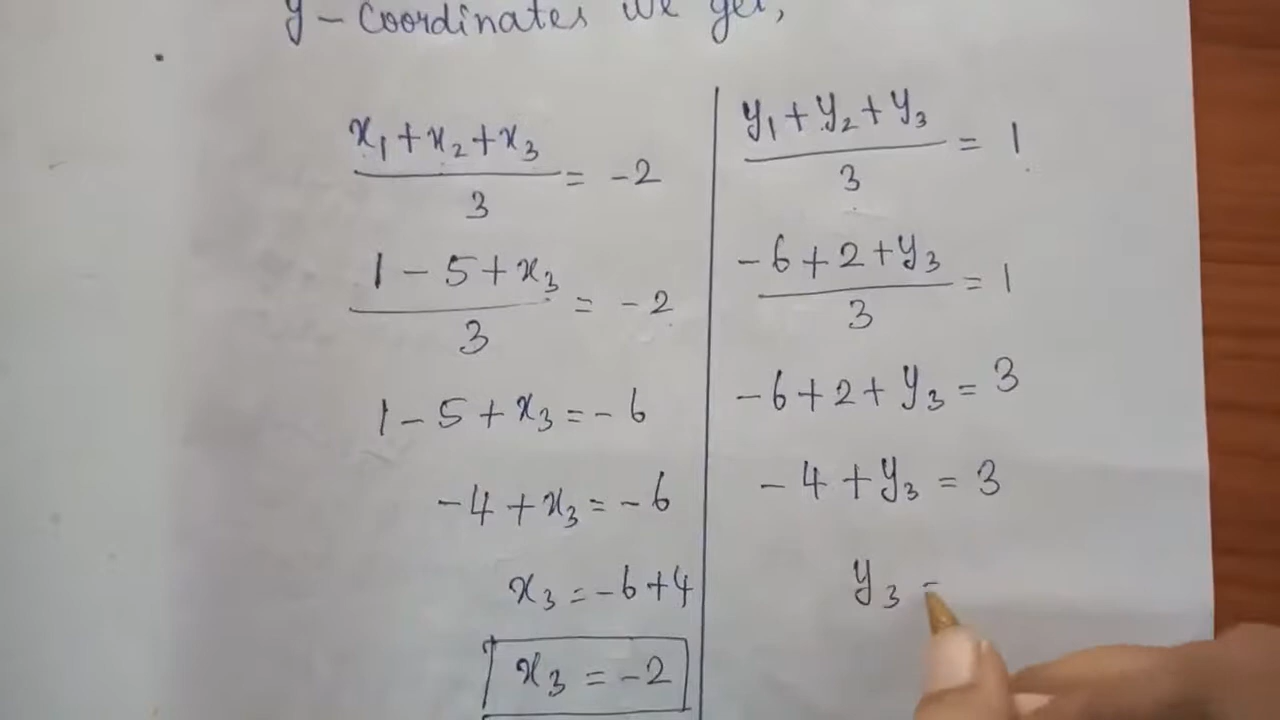 y - coordinates we get,
x₁ + x₂ + x₃
3
= -2
1 - 5 + x₃
3
= -2
1 - 5 + x₃ = - 6
-4 + x₃ = - 6
x₃ = -6+4
x₃ = -2
y₁ + y₂ + y₃
3
= 1
-6+2+y₃
3
= 1
-6+2+y₃ = 3
-4 + y₃ = 3
y₃ =